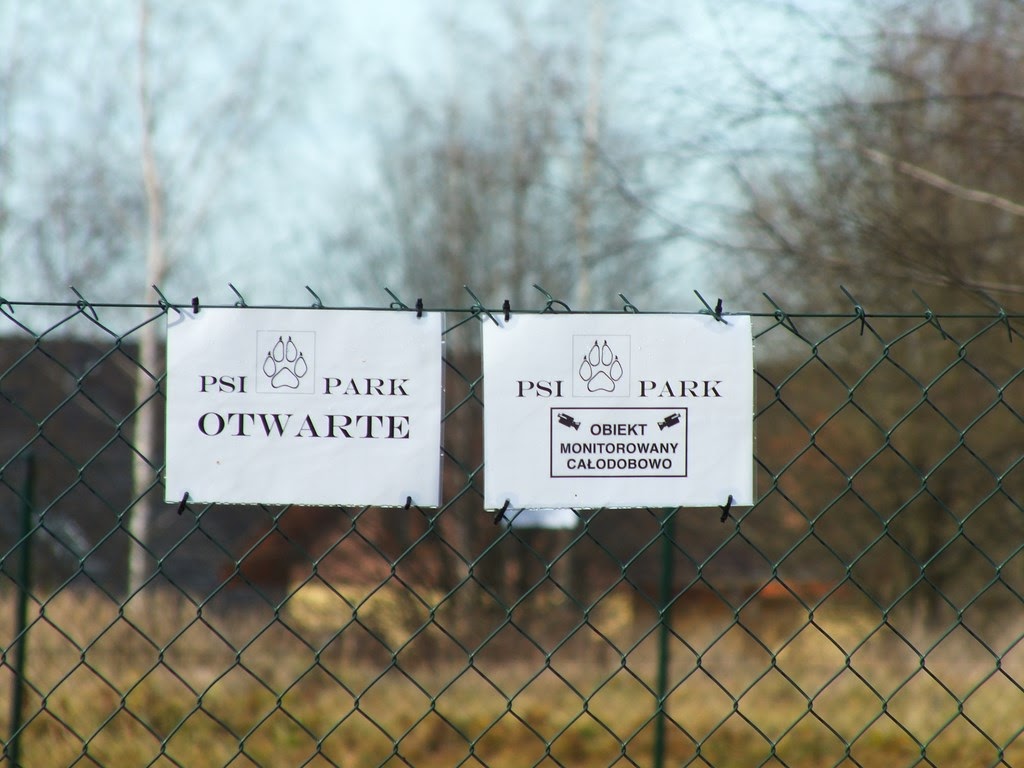 PSI PARK
OTWARTE
PSI PARK
OBIEKT
MONITOROWANY
CAŁODOBOWO